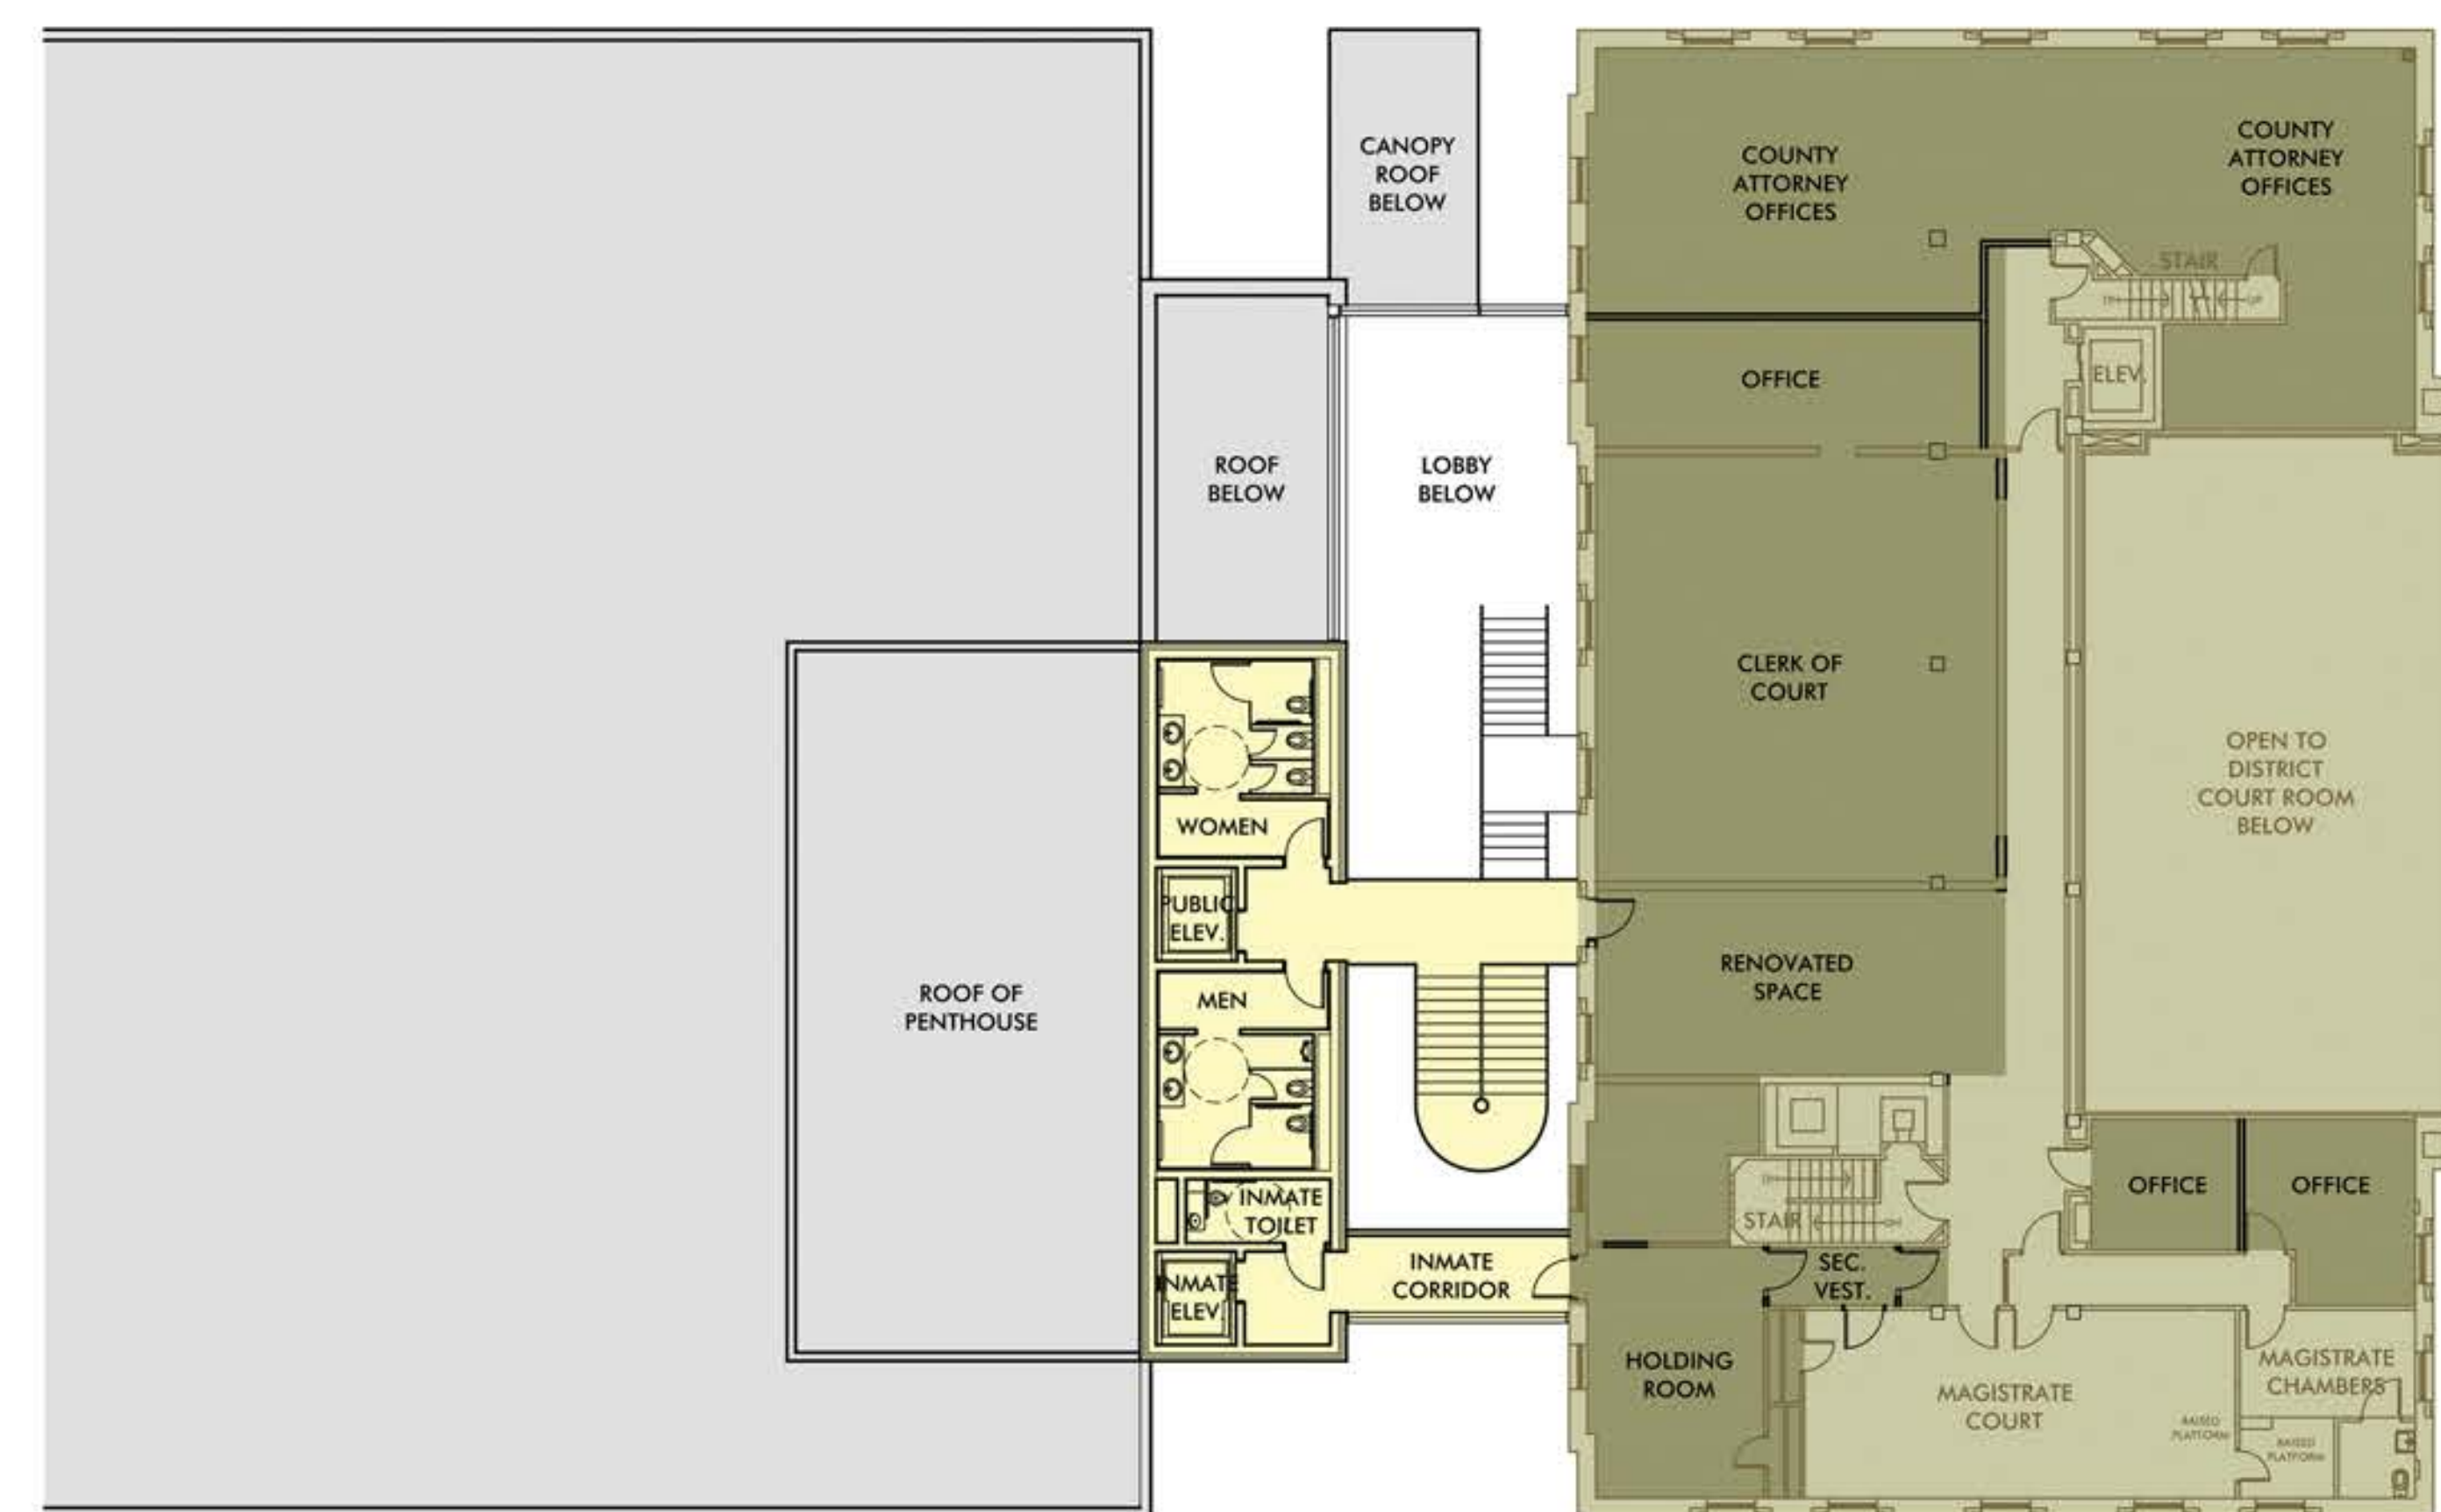 CANOPY
ROOF
BELOW
COUNTY
ATTORNEY
OFFICES
COUNTY
ATTORNEY
OFFICES
STAIR
UP
ELEV.
OFFICE
ROOF
BELOW
LOBBY
BELOW
CLERK OF
COURT
OPEN TO
DISTRICT
COURT ROOM
BELOW
WOMEN
PUBLIC
ELEV.
RENOVATED
SPACE
ROOF OF
PENTHOUSE
MEN
INMATE
TOILET
STAIR
OFFICE
OFFICE
INMATE
ELEV.
INMATE
CORRIDOR
SEC.
VEST.
HOLDING
ROOM
MAGISTRATE
COURT
MAGISTRATE
CHAMBERS
RAISED
PLATFORM
RAISED
PLATFORM